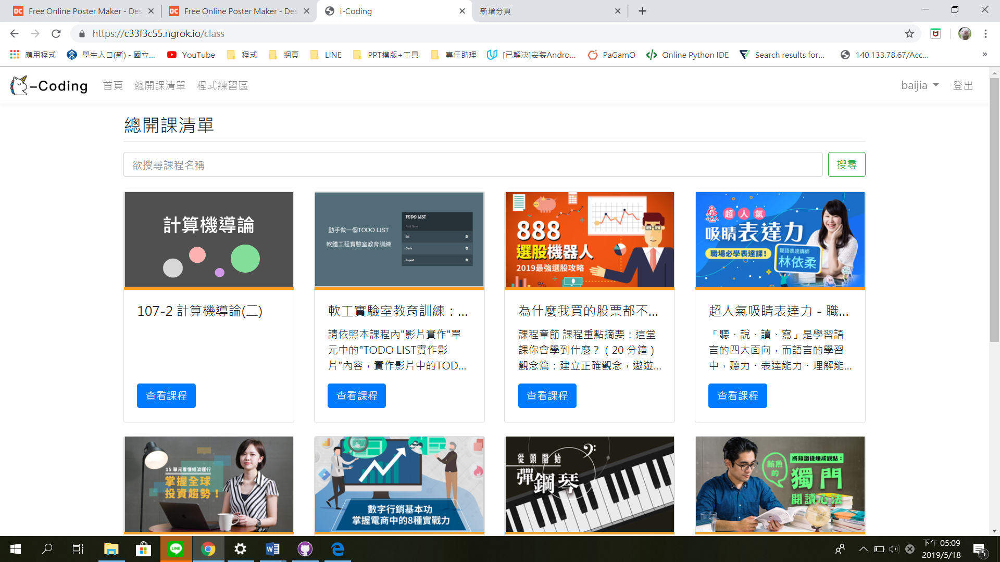 Free Online Poster Maker - Des
Free Online Poster Maker - Des
i-Coding
新增分頁
https://c33f3c55.ngrok.io/class
應用程式
學生入口(新) - 國立...
YouTube
程式
網頁
LINE
PPT模版+工具
專任助理
[已解决]安装Andro...
PaGamO
Online Python IDE
Search results for...
140.133.78.67/Acc...
»
-Coding
首頁
總開課清單
程式練習區
baijia
登出
總開課清單
欲搜尋課程名稱
搜尋
計算機導論
動手做一個TODO LIST
軟體工程實驗室教育訓練
TODO LIST
Add New
Eat
Code
Repeat
888
選股機器人
2019最強選股攻略
超人氣
吸睛表達力
職場必學表達課!
聲語表達講師
林依柔
107-2 計算機導論(二)
軟工實驗室教育訓練：...
為什麼我買的股票都不...
超人氣吸睛表達力 - 職...
請依照本課程內"影片實作"單
元中的"TODO LIST實作影
片"內容，實作影片中的TOD...
課程章節 課程重點摘要：這堂
課你會學到什麼？（20 分鐘）
觀念篇：建立正確觀念，遨遊...
「聽、說、讀、寫」是學習語
言的四大面向，而語言的學習
中，聽力、表達能力、理解能...
查看課程
查看課程
查看課程
查看課程
15 單元看懂經濟運行
掌握全球
投資趨勢！
數字行銷基本功
掌握電商中的8種實戰力
從頭開始
彈鋼琴
將知識提煉成觀點：
鮪魚的
獨門
閱讀心法
下午 05:09
2019/5/18
5